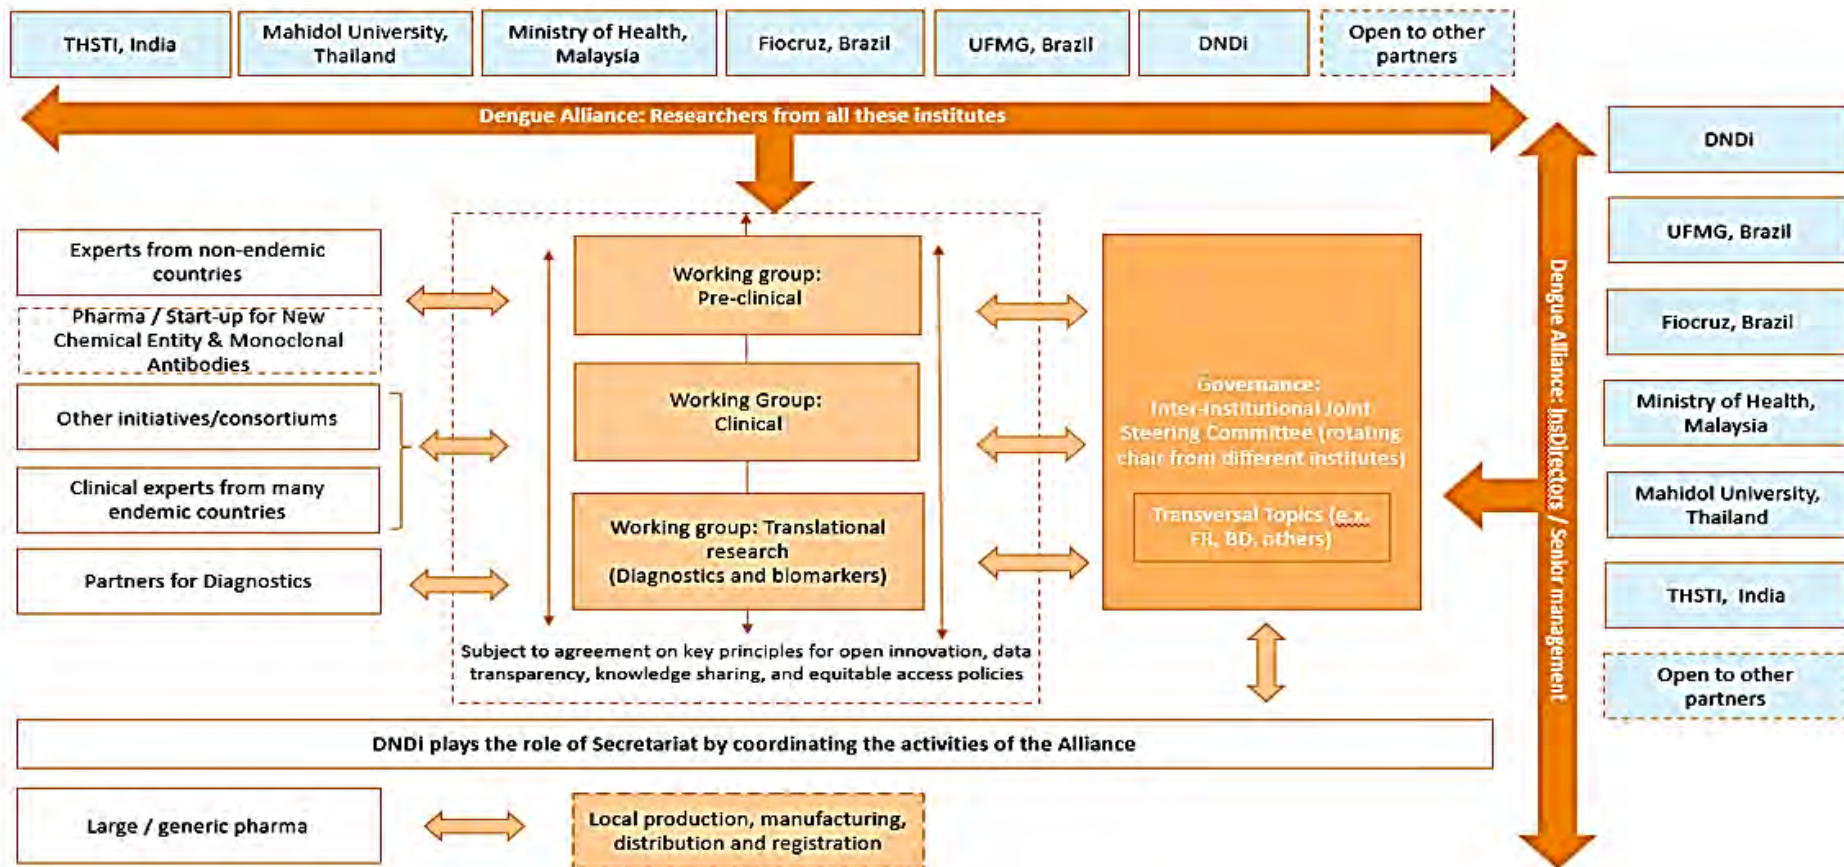 THSTI, India
Mahidol University,
Thailand
Ministry of Health,
Malaysia
Fiocruz, Brazil
UFMG, Brazil
DNDi
Open to other
partners
Dengue Alliance: Researchers from all these institutes
Experts from non-endemic
countries
Pharma / Start-up for New
Chemical Entity & Monoclonal
Antibodies
Other initiatives/consortiums
Clinical experts from many
endemic countries
Partners for Diagnostics
Working group:
Pre-clinical
Working Group:
Clinical
Working group: Translational
research
(Diagnostics and biomarkers)
Subject to agreement on key principles for open innovation, data
transparency, knowledge sharing, and equitable access policies
Governance:
Inter-Institutional Joint
Steering Committee (rotating
chair from different institutes)
Transversal Topics (e.x.
FR, BD, others)
Dengue Alliance: InsDirectors / Senior management
DNDi
UFMG, Brazil
Fiocruz, Brazil
Ministry of Health,
Malaysia
Mahidol University,
Thailand
THSTI, India
Open to other
partners
DNDi plays the role of Secretariat by coordinating the activities of the Alliance
Large / generic pharma
Local production, manufacturing,
distribution and registration